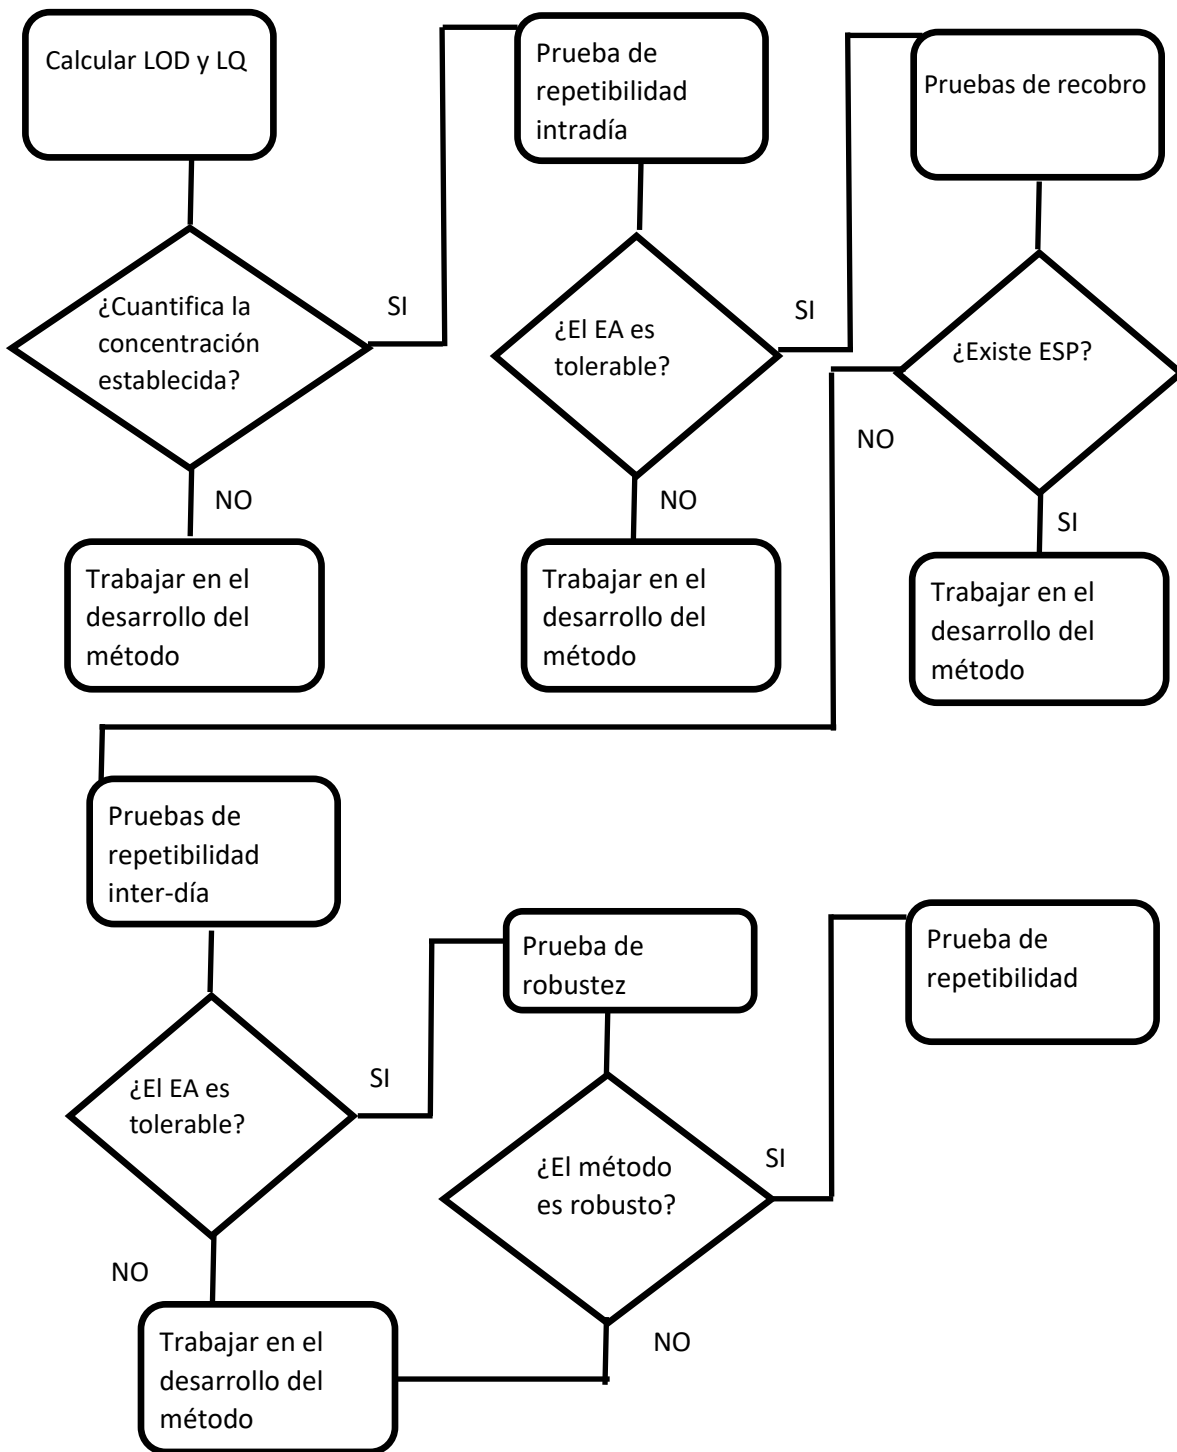 Calcular LOD y LQ
Prueba de
repetibilidad
intradía
Pruebas de recobro
¿Cuantifica la
concentración
establecida?
SI
¿El EA es
tolerable?
SI
¿Existe ESP?
NO
NO
NO
SI
Trabajar en el
desarrollo del
método
Trabajar en el
desarrollo del
método
Trabajar en el
desarrollo del
método
Pruebas de
repetibilidad
inter-día
Prueba de
robustez
Prueba de
repetibilidad
¿El EA es
tolerable?
SI
¿El método
es robusto?
SI
NO
NO
Trabajar en el
desarrollo del
método